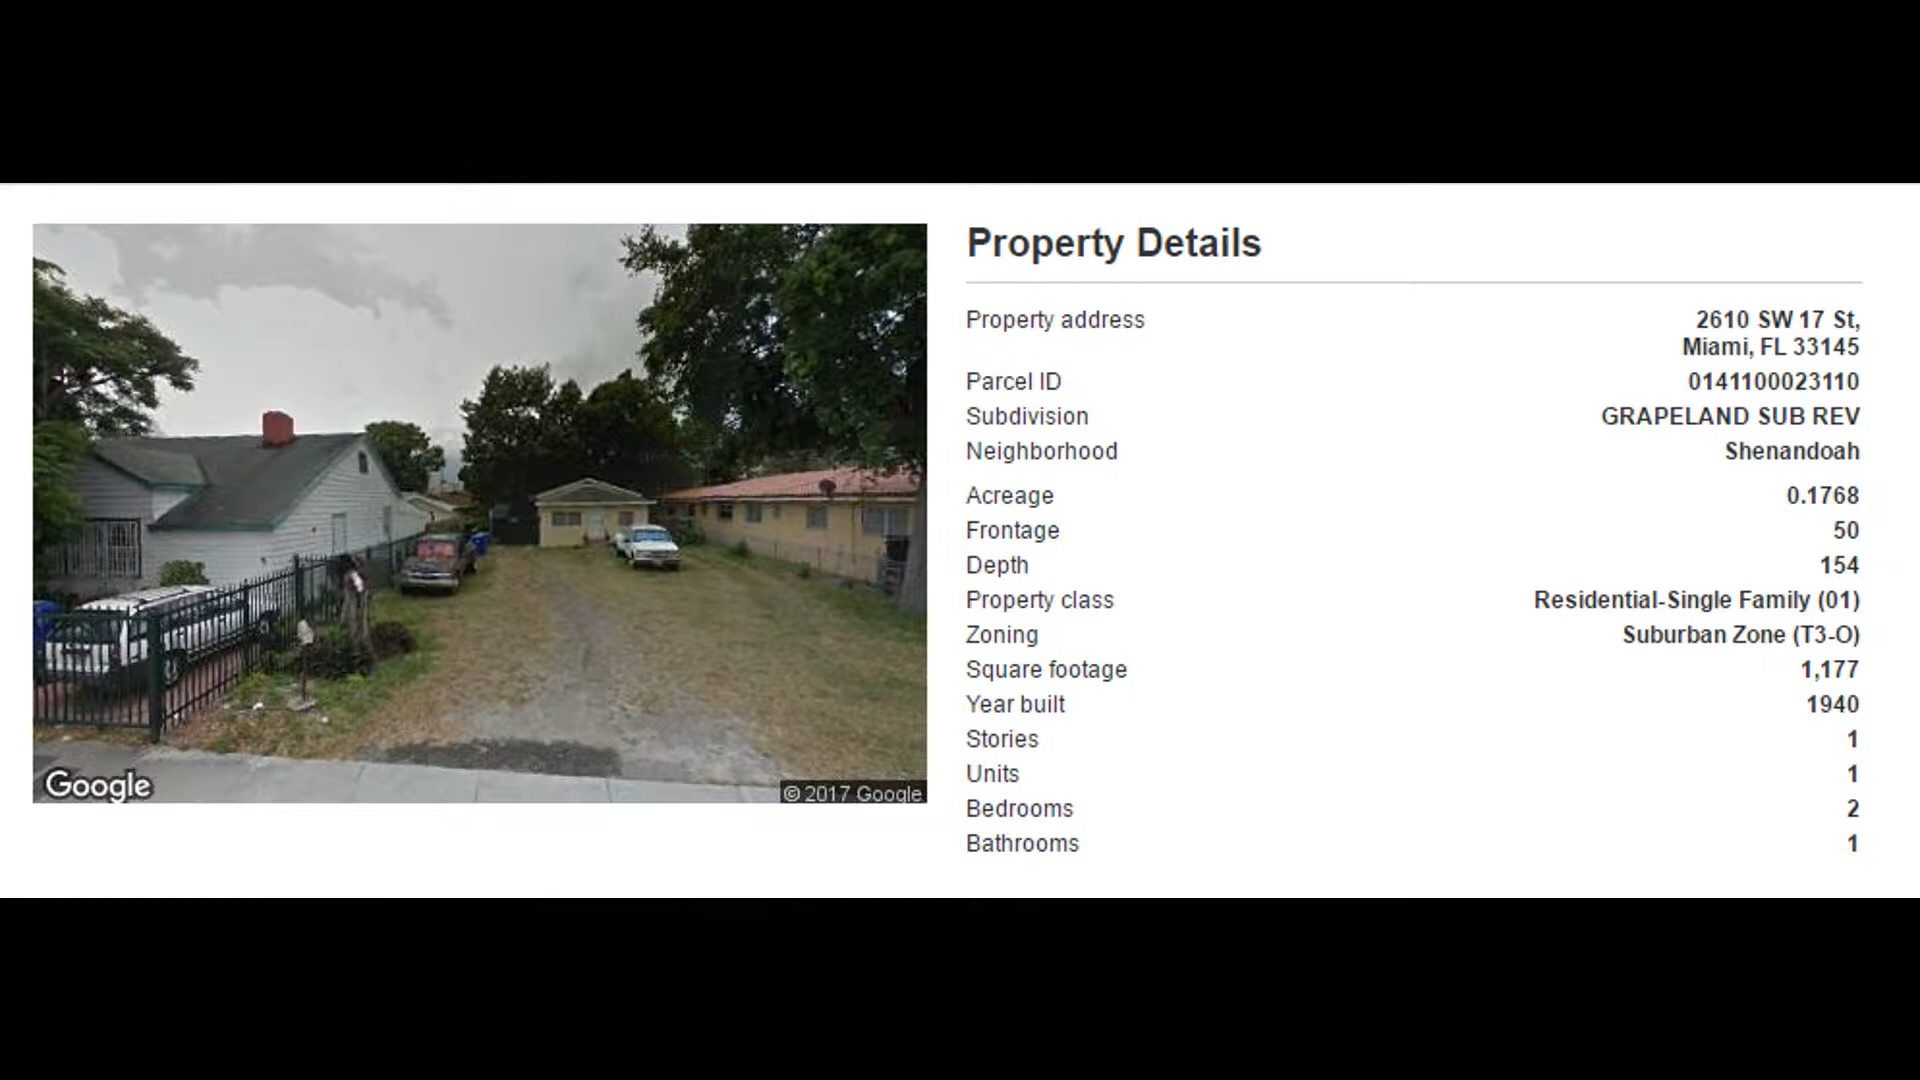 Property Details
Property address 2610 SW 17 St,
Miami, FL 33145
Parcel ID 0141100023110
Subdivision GRAPELAND SUB REV
Neighborhood Shenandoah
Acreage 0.1768
Frontage 50
Depth 154
Property class Residential-Single Family (01)
Zoning Suburban Zone (T3-O)
Square footage 1,177
Year built 1940
Stories 1
Units 1
Bedrooms 2
Bathrooms 1
Google
© 2017 Google